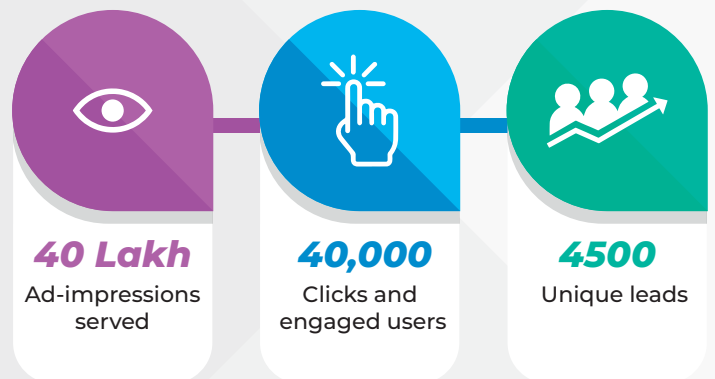 40 Lakh
Ad-impressions
served
40,000
Clicks and
engaged users
4500
Unique leads